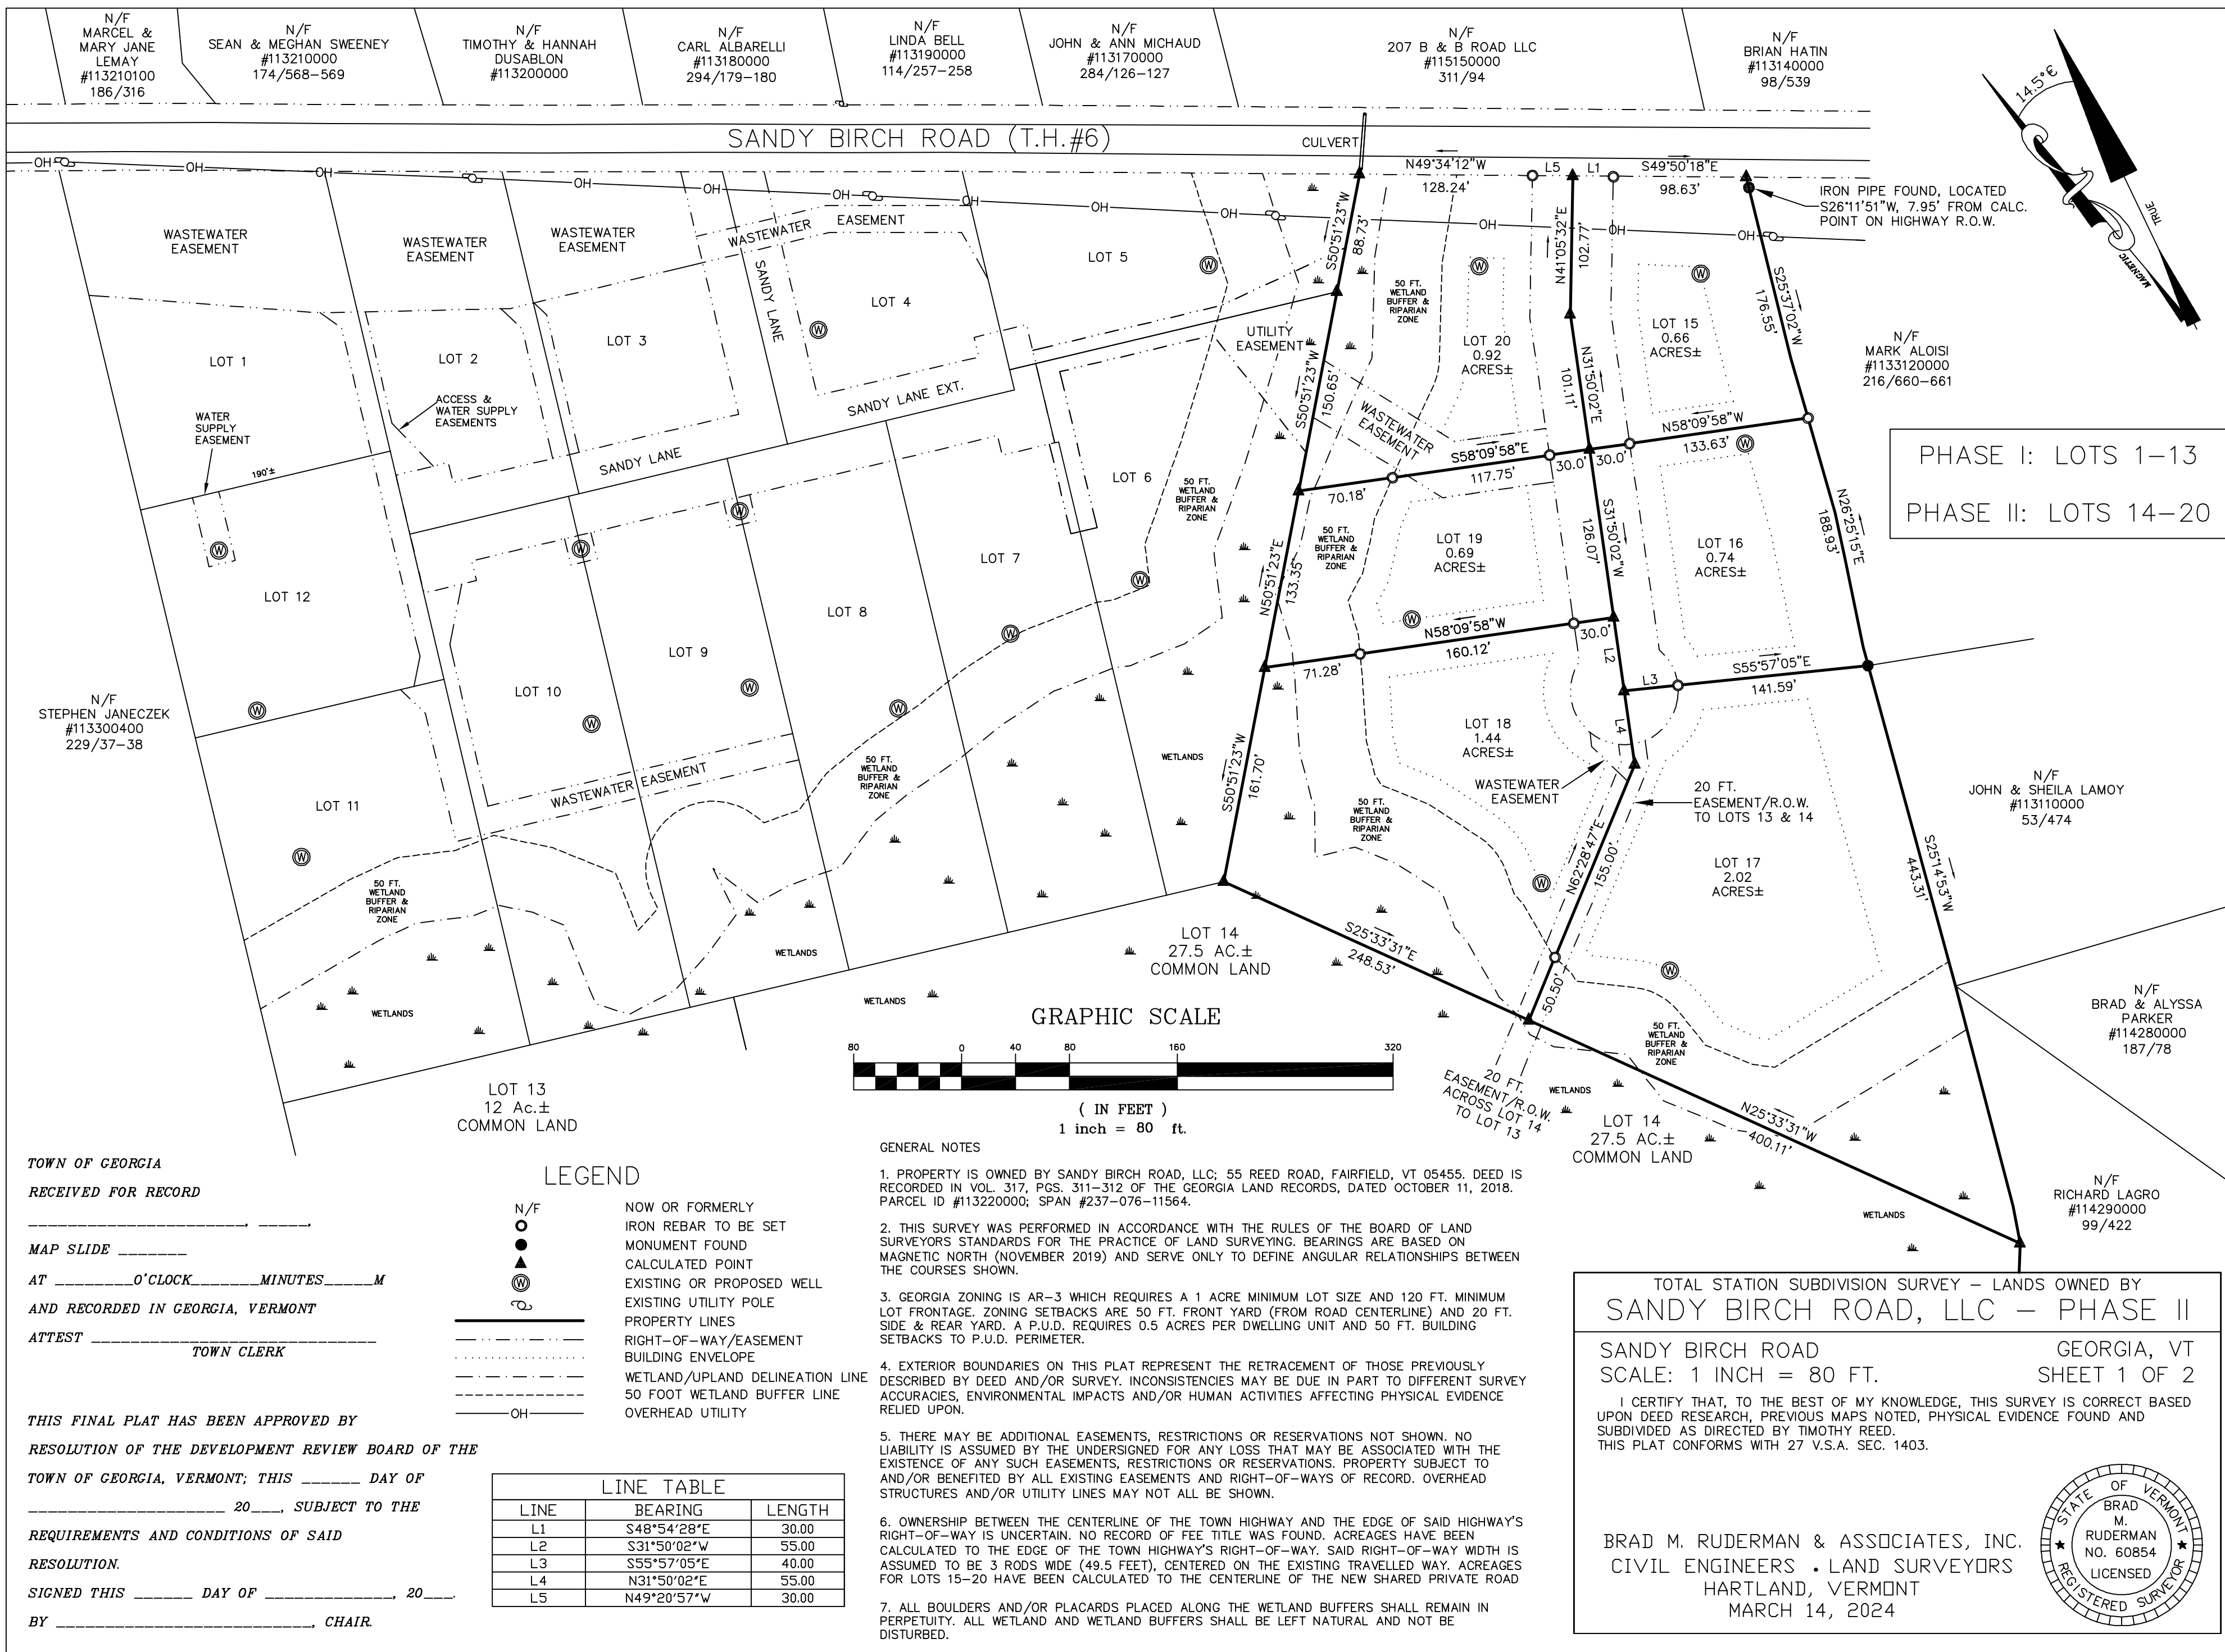 N/F
MARCEL &
MARY JANE
LEMAY
#113210100
186/316
N/F
SEAN & MEGHAN SWEENEY
#113210000
174/568-569
N/F
TIMOTHY & HANNAH
DUSABLON
#113200000
N/F
CARL ALBARELLI
#113180000
294/179-180
N/F
LINDA BELL
#113190000
114/257-258
N/F
JOHN & ANN MICHAUD
#113170000
284/126-127
N/F
207 B & B ROAD LLC
#115150000
311/94
N/F
BRIAN HATIN
#113140000
98/539
14.5°E
TRUE
MAGNETIC
SANDY BIRCH ROAD (T.H.#6)
CULVERT
OH
OH
OH
OH
OH
OH
OH
OH
OH
OH
OH
OH
OH
N49°34'12"W
128.24'
L5
L1
S49°50'18"E
98.63'
IRON PIPE FOUND, LOCATED
S26°11'51"W, 7.95' FROM CALC.
POINT ON HIGHWAY R.O.W.
WASTEWATER
EASEMENT
WASTEWATER
EASEMENT
WASTEWATER
EASEMENT
WASTEWATER EASEMENT
SANDY LANE
LOT 5
LOT 4
LOT 3
LOT 2
LOT 1
S50°51'23"W
88.73'
50 FT.
WETLAND
BUFFER &
RIPARIAN
ZONE
N41°05'32"E
102.77'
S25°37'02"W
176.55'
LOT 20
0.92
ACRES±
LOT 15
0.66
ACRES±
N/F
MARK ALOISI
#1133120000
216/660-661
UTILITY
EASEMENT
S50°51'23"W
150.65'
N31°50'02"E
101.11'
WASTEWATER
EASEMENT
SANDY LANE EXT.
SANDY LANE
ACCESS &
WATER SUPPLY
EASEMENTS
WATER
SUPPLY
EASEMENT
190'±
S58°09'58"E
117.75'
70.18'
30.0'
30.0'
N58°09'58"W
133.63'
PHASE I: LOTS 1-13
PHASE II: LOTS 14-20
LOT 6
50 FT.
WETLAND
BUFFER &
RIPARIAN
ZONE
LOT 7
LOT 8
LOT 9
LOT 10
LOT 12
LOT 11
N50°51'23"E
133.35'
50 FT.
WETLAND
BUFFER &
RIPARIAN
ZONE
LOT 19
0.69
ACRES±
S31°50'02"W
126.07'
LOT 16
0.74
ACRES±
N26°25'15"E
188.93'
N58°09'58"W
160.12'
71.28'
30.0'
L2
L3
S55°57'05"E
141.59'
L4
N/F
STEPHEN JANECZEK
#113300400
229/37-38
WASTEWATER EASEMENT
50 FT.
WETLAND
BUFFER &
RIPARIAN
ZONE
WETLANDS
S50°51'23"W
161.70'
LOT 18
1.44
ACRES±
WASTEWATER
EASEMENT
50 FT.
WETLAND
BUFFER &
RIPARIAN
ZONE
20 FT.
EASEMENT/R.O.W.
TO LOTS 13 & 14
N/F
JOHN & SHEILA LAMOY
#113110000
53/474
N62°28'47"E
155.00'
LOT 17
2.02
ACRES±
S25°14'53"W
443.31'
50 FT.
WETLAND
BUFFER &
RIPARIAN
ZONE
WETLANDS
WETLANDS
WETLANDS
LOT 14
27.5 AC.±
COMMON LAND
S25°33'31"E
248.53'
50.50'
50 FT.
WETLAND
BUFFER &
RIPARIAN
ZONE
N/F
BRAD & ALYSSA
PARKER
#114280000
187/78
GRAPHIC SCALE
80 0 40 80 160 320
( IN FEET )
1 inch = 80 ft.
LOT 13
12 Ac.±
COMMON LAND
20 FT.
EASEMENT/R.O.W.
ACROSS LOT 14
TO LOT 13
WETLANDS
LOT 14
27.5 AC.±
COMMON LAND
N25°33'31"W
400.11'
WETLANDS
N/F
RICHARD LAGRO
#114290000
99/422
TOWN OF GEORGIA
RECEIVED FOR RECORD
______________________, _____,
MAP SLIDE _______
AT ________O'CLOCK_______MINUTES_____M
AND RECORDED IN GEORGIA, VERMONT
ATTEST _____________________________
TOWN CLERK
THIS FINAL PLAT HAS BEEN APPROVED BY
RESOLUTION OF THE DEVELOPMENT REVIEW BOARD OF THE
TOWN OF GEORGIA, VERMONT; THIS ______ DAY OF
____________________ 20___, SUBJECT TO THE
REQUIREMENTS AND CONDITIONS OF SAID
RESOLUTION.
SIGNED THIS ______ DAY OF _____________, 20___.
BY __________________________, CHAIR.
LEGEND
N/F NOW OR FORMERLY
IRON REBAR TO BE SET
MONUMENT FOUND
CALCULATED POINT
W EXISTING OR PROPOSED WELL
EXISTING UTILITY POLE
PROPERTY LINES
RIGHT-OF-WAY/EASEMENT
BUILDING ENVELOPE
WETLAND/UPLAND DELINEATION LINE
50 FOOT WETLAND BUFFER LINE
OH OVERHEAD UTILITY
LINE TABLE
LINE BEARING LENGTH
L1 S48°54'28"E 30.00
L2 S31°50'02"W 55.00
L3 S55°57'05"E 40.00
L4 N31°50'02"E 55.00
L5 N49°20'57"W 30.00
GENERAL NOTES
1. PROPERTY IS OWNED BY SANDY BIRCH ROAD, LLC; 55 REED ROAD, FAIRFIELD, VT 05455. DEED IS
RECORDED IN VOL. 317, PGS. 311-312 OF THE GEORGIA LAND RECORDS, DATED OCTOBER 11, 2018.
PARCEL ID #113220000; SPAN #237-076-11564.
2. THIS SURVEY WAS PERFORMED IN ACCORDANCE WITH THE RULES OF THE BOARD OF LAND
SURVEYORS STANDARDS FOR THE PRACTICE OF LAND SURVEYING. BEARINGS ARE BASED ON
MAGNETIC NORTH (NOVEMBER 2019) AND SERVE ONLY TO DEFINE ANGULAR RELATIONSHIPS BETWEEN
THE COURSES SHOWN.
3. GEORGIA ZONING IS AR-3 WHICH REQUIRES A 1 ACRE MINIMUM LOT SIZE AND 120 FT. MINIMUM
LOT FRONTAGE. ZONING SETBACKS ARE 50 FT. FRONT YARD (FROM ROAD CENTERLINE) AND 20 FT.
SIDE & REAR YARD. A P.U.D. REQUIRES 0.5 ACRES PER DWELLING UNIT AND 50 FT. BUILDING
SETBACKS TO P.U.D. PERIMETER.
4. EXTERIOR BOUNDARIES ON THIS PLAT REPRESENT THE RETRACEMENT OF THOSE PREVIOUSLY
DESCRIBED BY DEED AND/OR SURVEY. INCONSISTENCIES MAY BE DUE IN PART TO DIFFERENT SURVEY
ACCURACIES, ENVIRONMENTAL IMPACTS AND/OR HUMAN ACTIVITIES AFFECTING PHYSICAL EVIDENCE
RELIED UPON.
5. THERE MAY BE ADDITIONAL EASEMENTS, RESTRICTIONS OR RESERVATIONS NOT SHOWN. NO
LIABILITY IS ASSUMED BY THE UNDERSIGNED FOR ANY LOSS THAT MAY BE ASSOCIATED WITH THE
EXISTENCE OF ANY SUCH EASEMENTS, RESTRICTIONS OR RESERVATIONS. PROPERTY SUBJECT TO
AND/OR BENEFITED BY ALL EXISTING EASEMENTS AND RIGHT-OF-WAYS OF RECORD. OVERHEAD
STRUCTURES AND/OR UTILITY LINES MAY NOT ALL BE SHOWN.
6. OWNERSHIP BETWEEN THE CENTERLINE OF THE TOWN HIGHWAY AND THE EDGE OF SAID HIGHWAY'S
RIGHT-OF-WAY IS UNCERTAIN. NO RECORD OF FEE TITLE WAS FOUND. ACREAGES HAVE BEEN
CALCULATED TO THE EDGE OF THE TOWN HIGHWAY'S RIGHT-OF-WAY. SAID RIGHT-OF-WAY WIDTH IS
ASSUMED TO BE 3 RODS WIDE (49.5 FEET), CENTERED ON THE EXISTING TRAVELLED WAY. ACREAGES
FOR LOTS 15-20 HAVE BEEN CALCULATED TO THE CENTERLINE OF THE NEW SHARED PRIVATE ROAD
7. ALL BOULDERS AND/OR PLACARDS PLACED ALONG THE WETLAND BUFFERS SHALL REMAIN IN
PERPETUITY. ALL WETLAND AND WETLAND BUFFERS SHALL BE LEFT NATURAL AND NOT BE
DISTURBED.
TOTAL STATION SUBDIVISION SURVEY - LANDS OWNED BY
SANDY BIRCH ROAD, LLC - PHASE II
SANDY BIRCH ROAD GEORGIA, VT
SCALE: 1 INCH = 80 FT. SHEET 1 OF 2
I CERTIFY THAT, TO THE BEST OF MY KNOWLEDGE, THIS SURVEY IS CORRECT BASED
UPON DEED RESEARCH, PREVIOUS MAPS NOTED, PHYSICAL EVIDENCE FOUND AND
SUBDIVIDED AS DIRECTED BY TIMOTHY REED.
THIS PLAT CONFORMS WITH 27 V.S.A. SEC. 1403.
BRAD M. RUDERMAN & ASSOCIATES, INC.
CIVIL ENGINEERS . LAND SURVEYORS
HARTLAND, VERMONT
MARCH 14, 2024
STATE OF VERMONT
BRAD
M.
RUDERMAN
NO. 60854
LICENSED
REGISTERED SURVEYOR